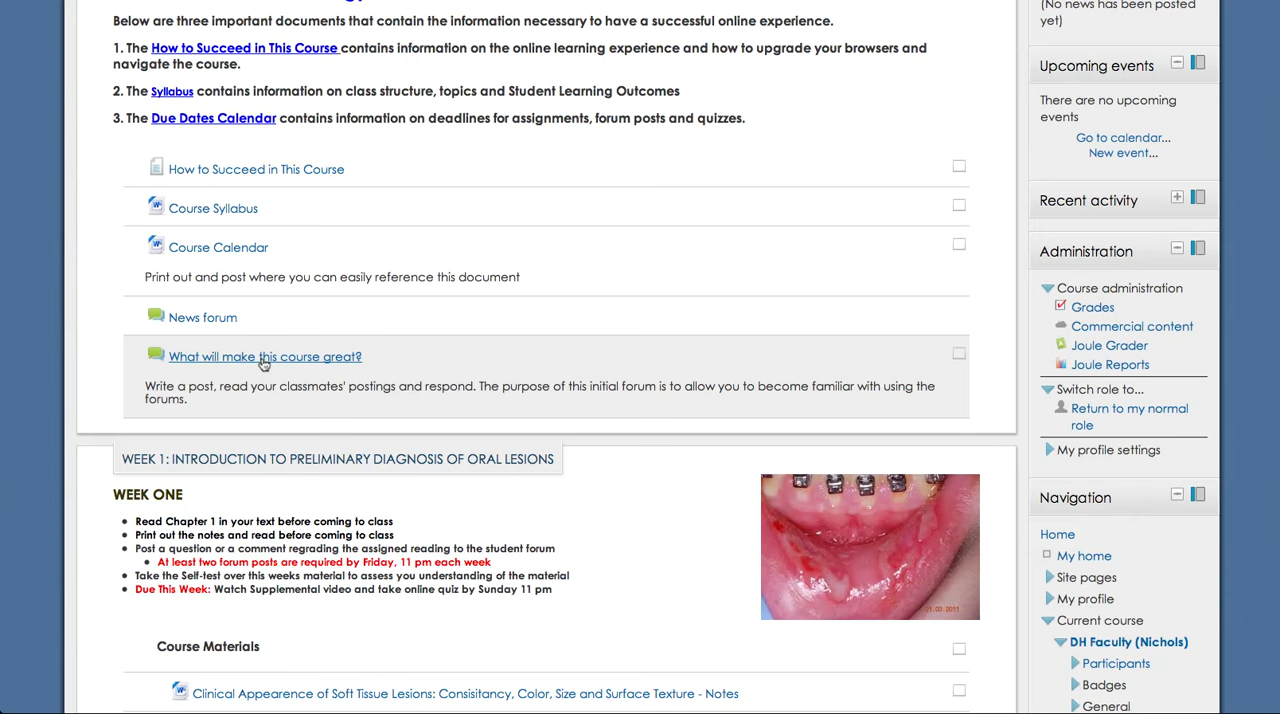 Below are three important documents that contain the information necessary to have a successful online experience.
1. The How to Succeed in This Course contains information on the online learning experience and how to upgrade your browsers and
navigate the course.
2. The Syllabus contains information on class structure, topics and Student Learning Outcomes
3. The Due Dates Calendar contains information on deadlines for assignments, forum posts and quizzes.
How to Succeed in This Course
Course Syllabus
Course Calendar
Print out and post where you can easily reference this document
News forum
What will make this course great?
Write a post, read your classmates' postings and respond. The purpose of this initial forum is to allow you to become familiar with using the
forums.
WEEK 1: INTRODUCTION TO PRELIMINARY DIAGNOSIS OF ORAL LESIONS
WEEK ONE
Read Chapter 1 in your text before coming to class
Print out the notes and read before coming to class
Post a question or a comment regrading the assigned reading to the student forum
At least two forum posts are required by Friday, 11 pm each week
Take the Self-test over this weeks material to assess you understanding of the material
Due This Week: Watch Supplemental video and take online quiz by Sunday 11 pm
Course Materials
Clinical Appearence of Soft Tissue Lesions: Consisitancy, Color, Size and Surface Texture - Notes
(No news has been posted
yet)
Upcoming events
There are no upcoming
events
Go to calendar...
New event...
Recent activity
Administration
Course administration
Grades
Commercial content
Joule Grader
Joule Reports
Switch role to...
Return to my normal
role
My profile settings
Navigation
Home
My home
Site pages
My profile
Current course
DH Faculty (Nichols)
Participants
Badges
General